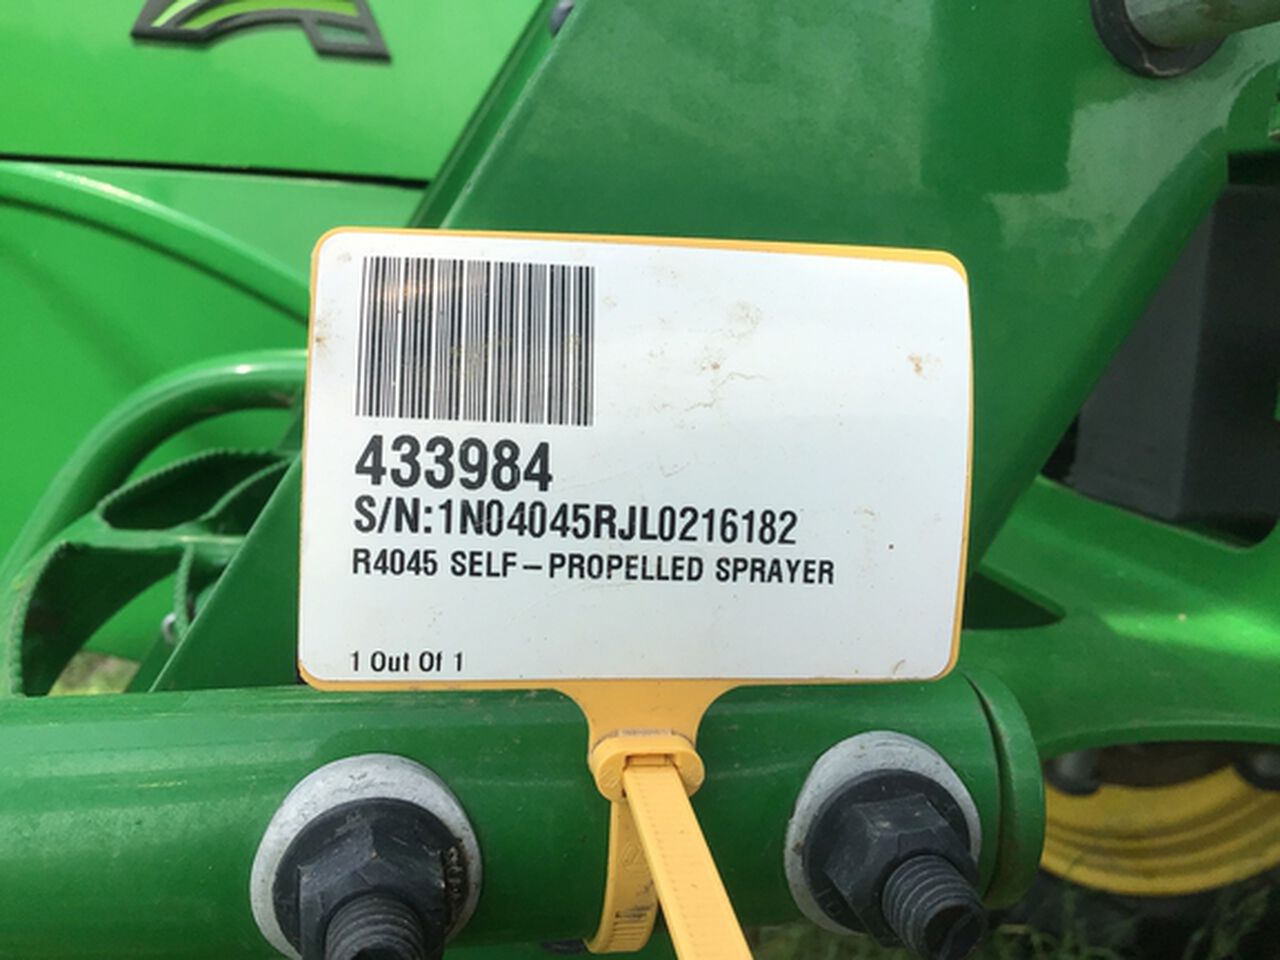 433984
S/N:1N04045RJL0216182
R4045 SELF-PROPELLED SPRAYER
1 Out Of 1